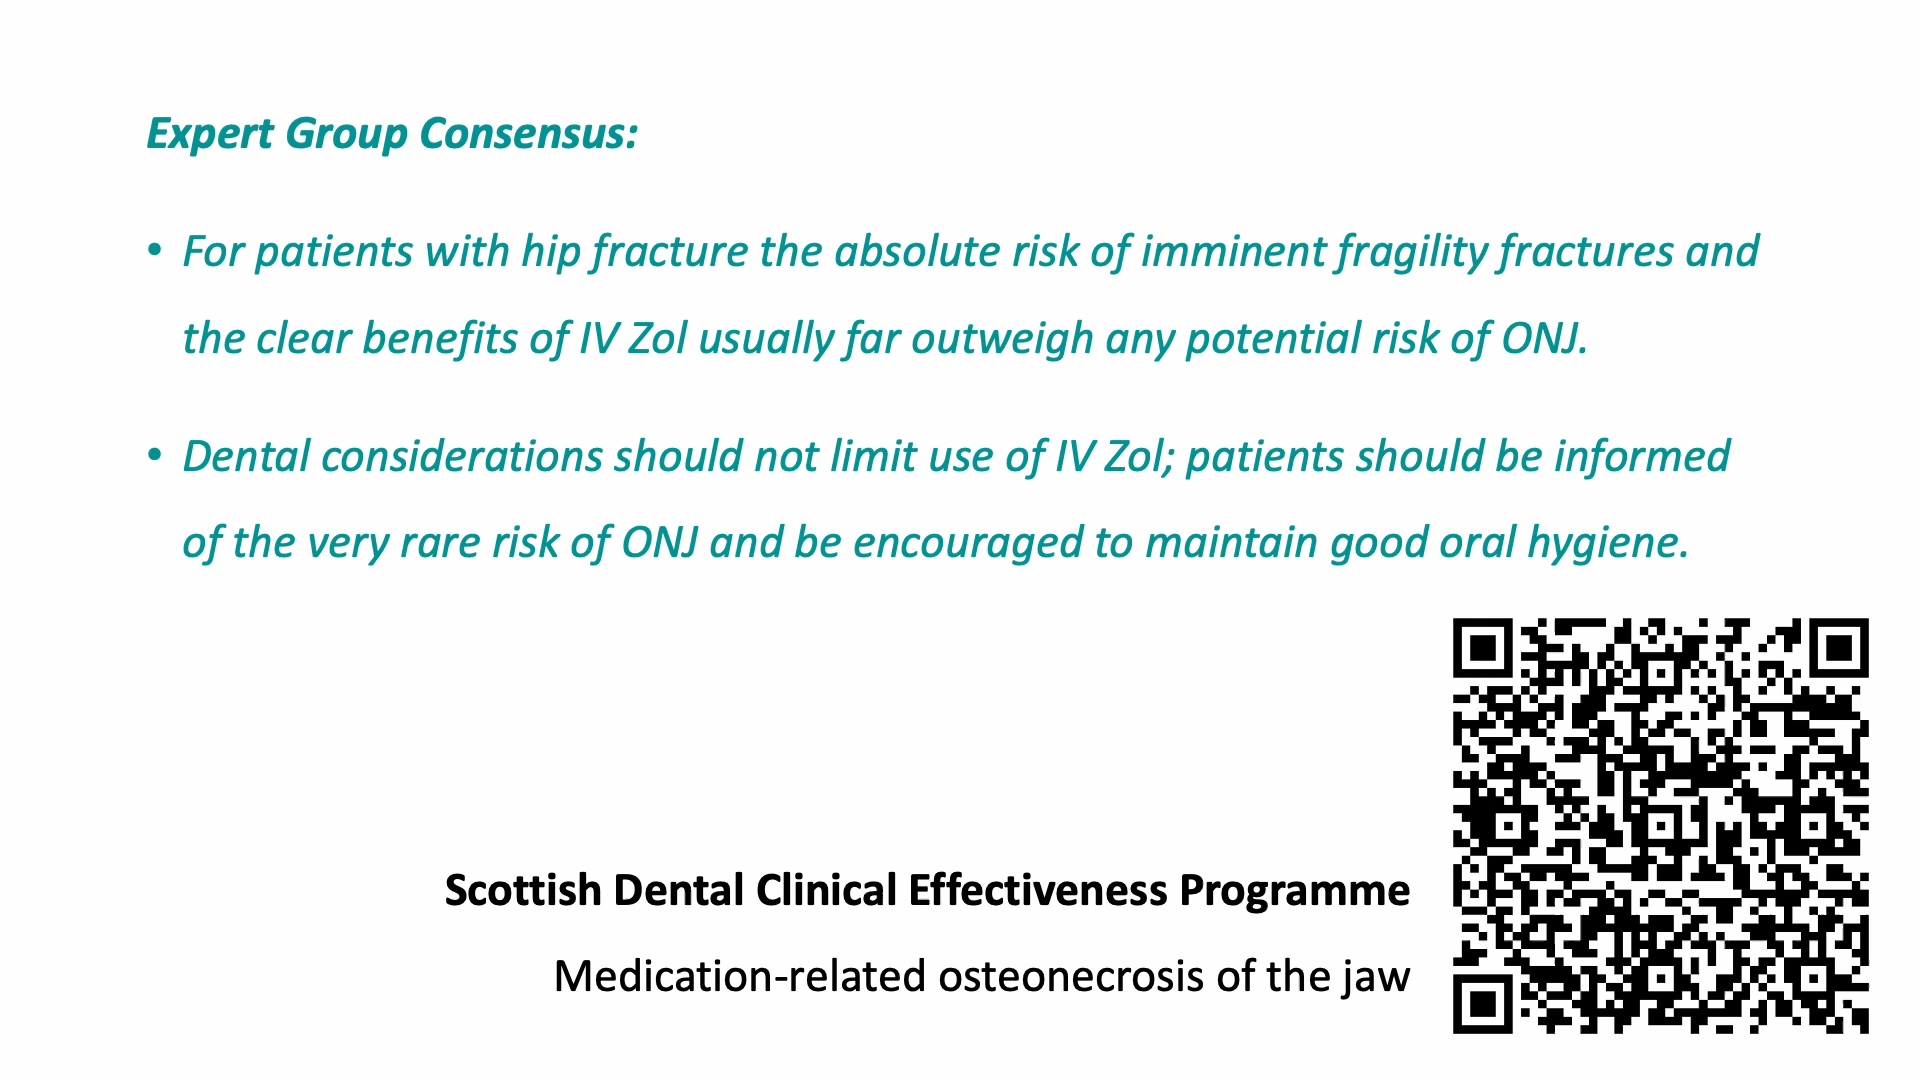 Expert Group Consensus:
• For patients with hip fracture the absolute risk of imminent fragility fractures and
the clear benefits of IV Zol usually far outweigh any potential risk of ONJ.
• Dental considerations should not limit use of IV Zol; patients should be informed
of the very rare risk of ONJ and be encouraged to maintain good oral hygiene.
Scottish Dental Clinical Effectiveness Programme
Medication-related osteonecrosis of the jaw